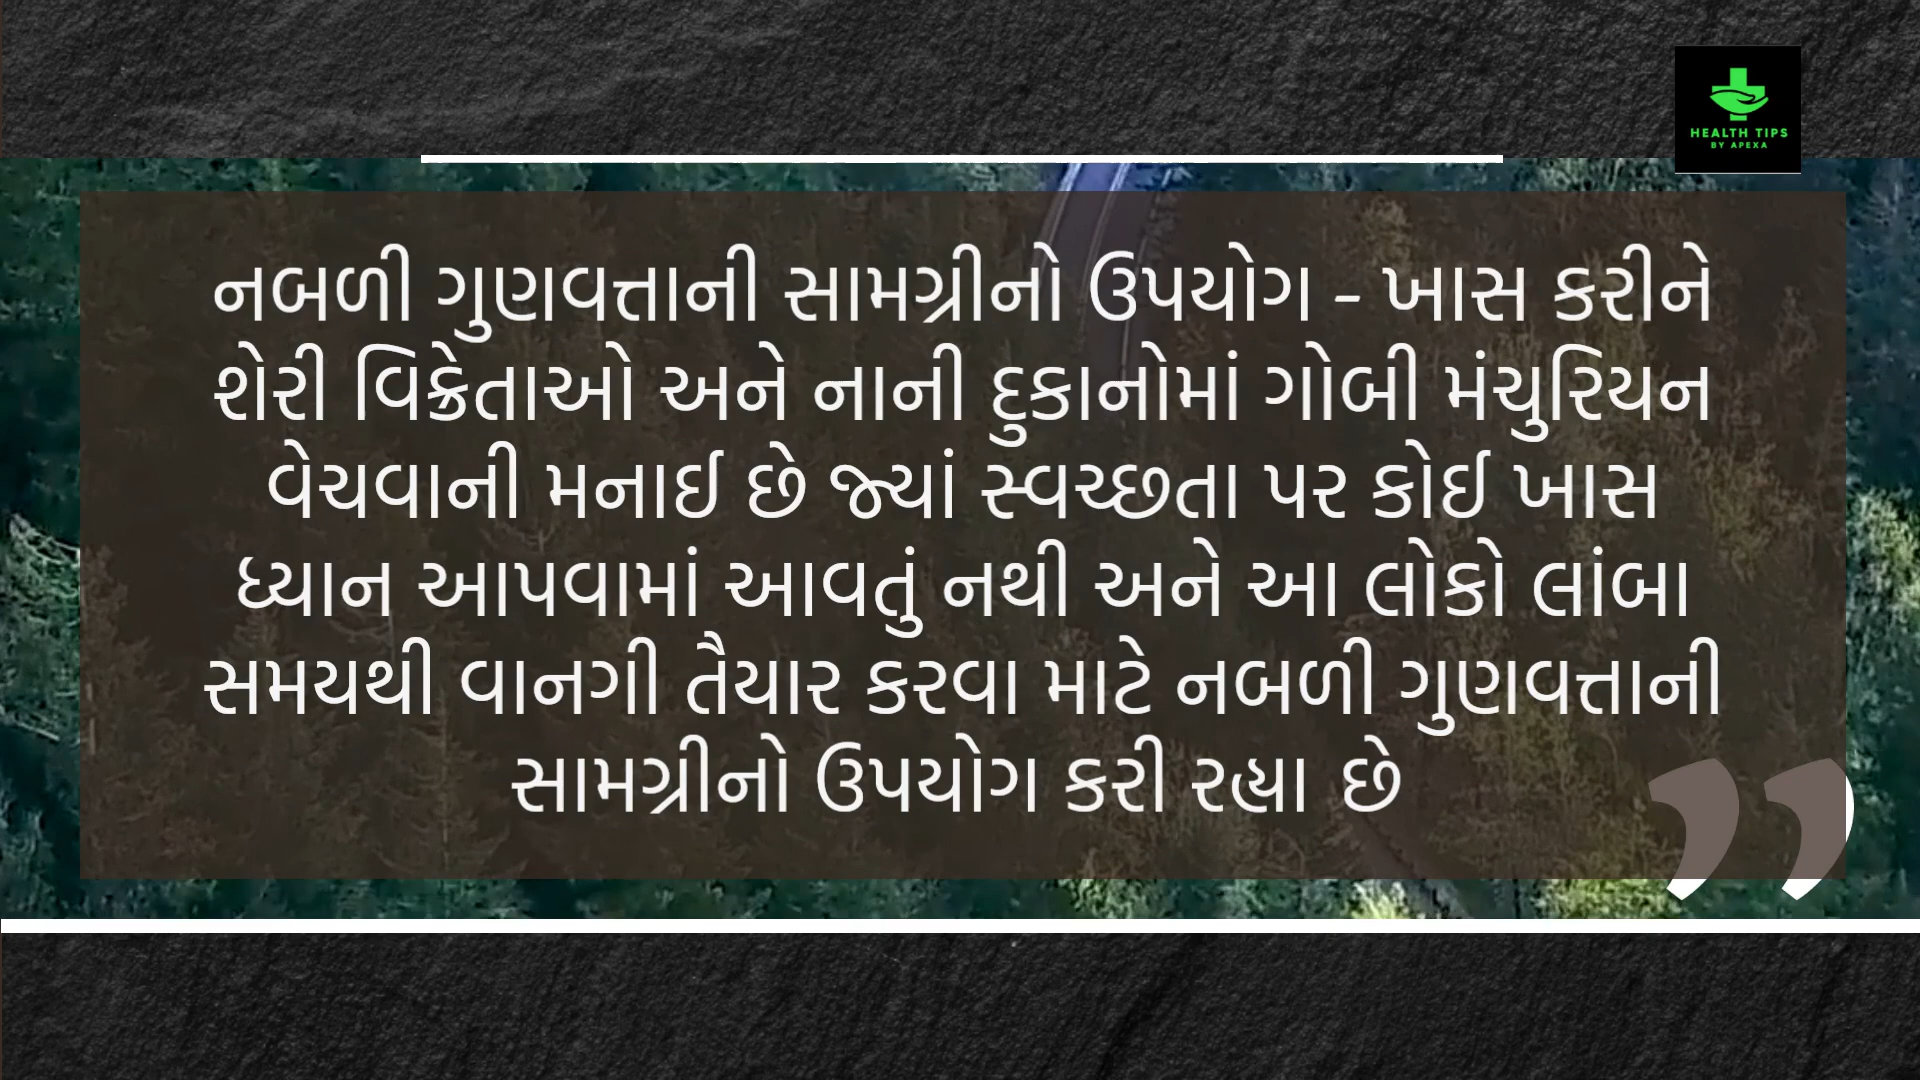 HEALTH TIPS
BY APEXA
નબળી ગુણવત્તાની સામગ્રીનો ઉપયોગ - ખાસ કરીને
શેરી વિક્રેતાઓ અને નાની દુકાનોમાં ગોબી મંચુરિયન
વેચવાની મનાઈ છે જ્યાં સ્વચ્છતા પર કોઈ ખાસ
ધ્યાન આપવામાં આવતું નથી અને આ લોકો લાંબા
સમયથી વાનગી તૈયાર કરવા માટે નબળી ગુણવત્તાની
સામગ્રીનો ઉપયોગ કરી રહ્યા છે
”